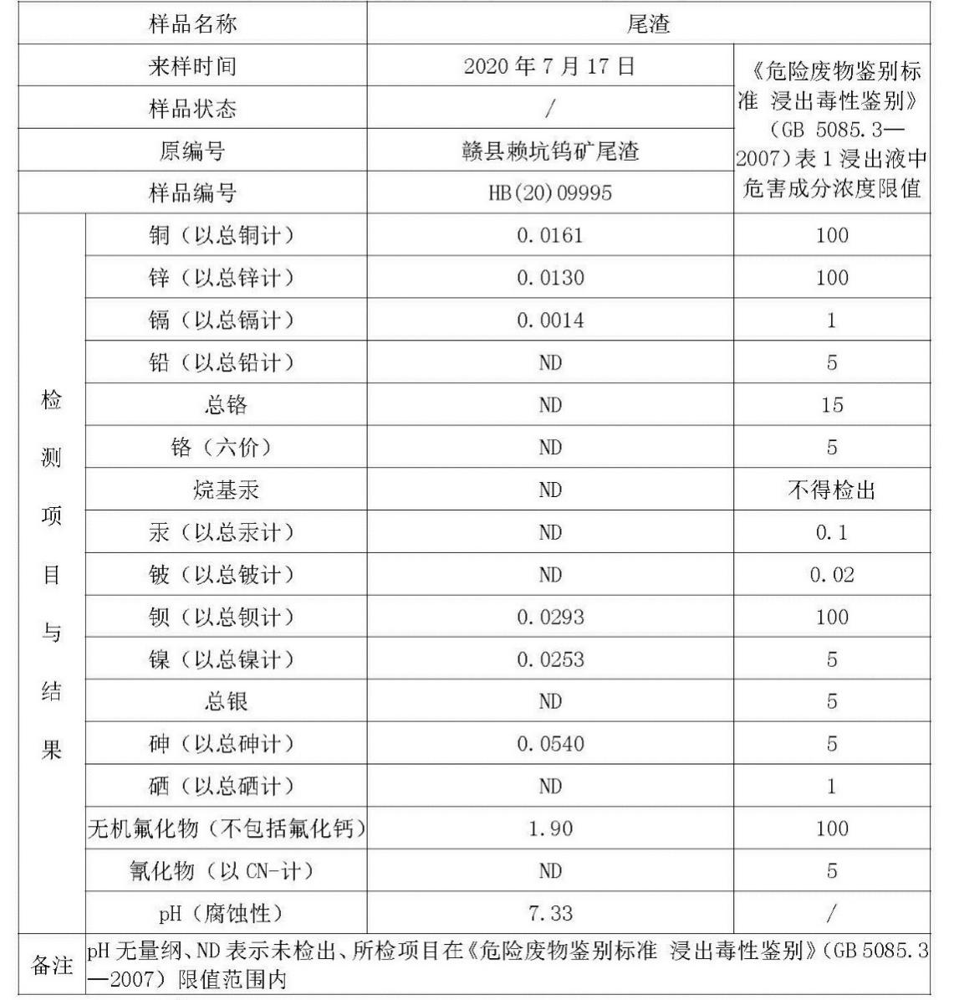 样品名称 尾渣
来样时间 2020 年 7 月 17 日
样品状态 /
原编号 赣县赖坑钨矿尾渣
样品编号 HB(20)09995
《危险废物鉴别标
准 浸出毒性鉴别》
（GB 5085.3—
2007)表 1 浸出液中
危害成分浓度限值
检测项目与结果
铜（以总铜计） 0.0161 100
锌（以总锌计） 0.0130 100
镉（以总镉计） 0.0014 1
铅（以总铅计） ND 5
总铬 ND 15
铬（六价） ND 5
烷基汞 ND 不得检出
汞（以总汞计） ND 0.1
铍（以总铍计） ND 0.02
钡（以总钡计） 0.0293 100
镍（以总镍计） 0.0253 5
总银 ND 5
砷（以总砷计） 0.0540 5
硒（以总硒计） ND 1
无机氟化物（不包括氟化钙） 1.90 100
氰化物（以 CN-计） ND 5
pH（腐蚀性） 7.33 /
备注
pH 无量纲、ND 表示未检出、所检项目在《危险废物鉴别标准 浸出毒性鉴别》（GB 5085.3
—2007）限值范围内